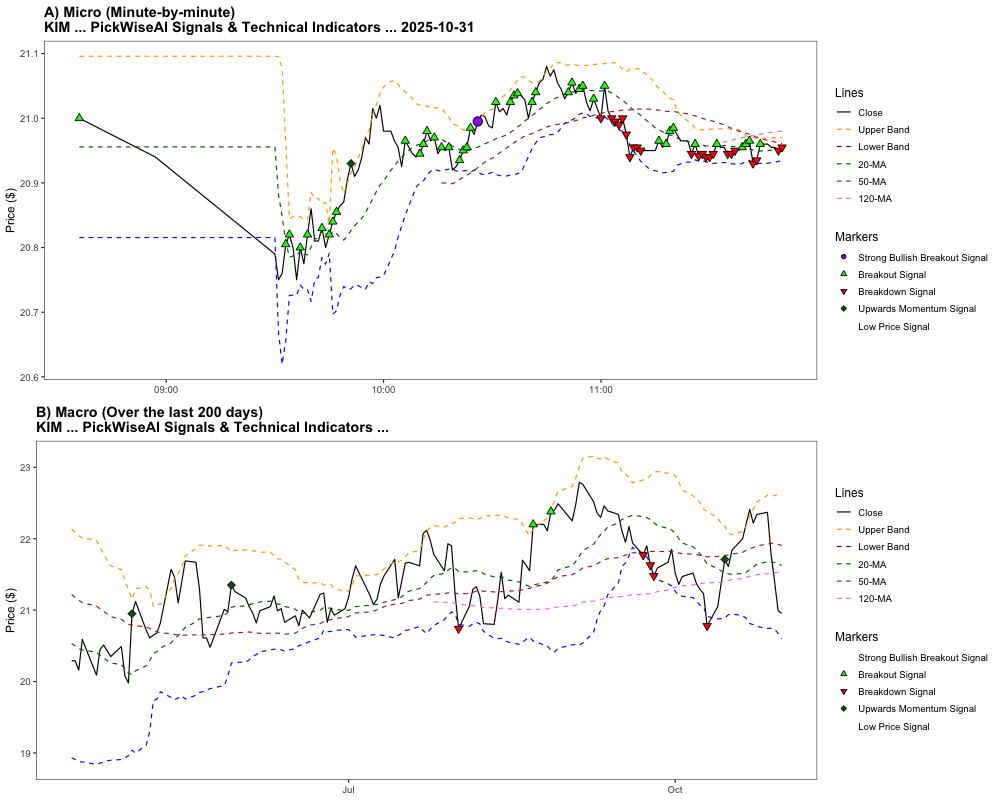 A) Micro (Minute-by-minute)
KIM ... PickWiseAI Signals & Technical Indicators ... 2025-10-31
Price ($)
21.1
21.0
20.9
20.8
20.7
20.6
09:00
10:00
11:00
Lines
Close
Upper Band
Lower Band
20-MA
50-MA
120-MA
Markers
Strong Bullish Breakout Signal
Breakout Signal
Breakdown Signal
Upwards Momentum Signal
Low Price Signal
B) Macro (Over the last 200 days)
KIM ... PickWiseAI Signals & Technical Indicators ...
Price ($)
23
22
21
20
19
Jul
Oct
Lines
Close
Upper Band
Lower Band
20-MA
50-MA
120-MA
Markers
Strong Bullish Breakout Signal
Breakout Signal
Breakdown Signal
Upwards Momentum Signal
Low Price Signal